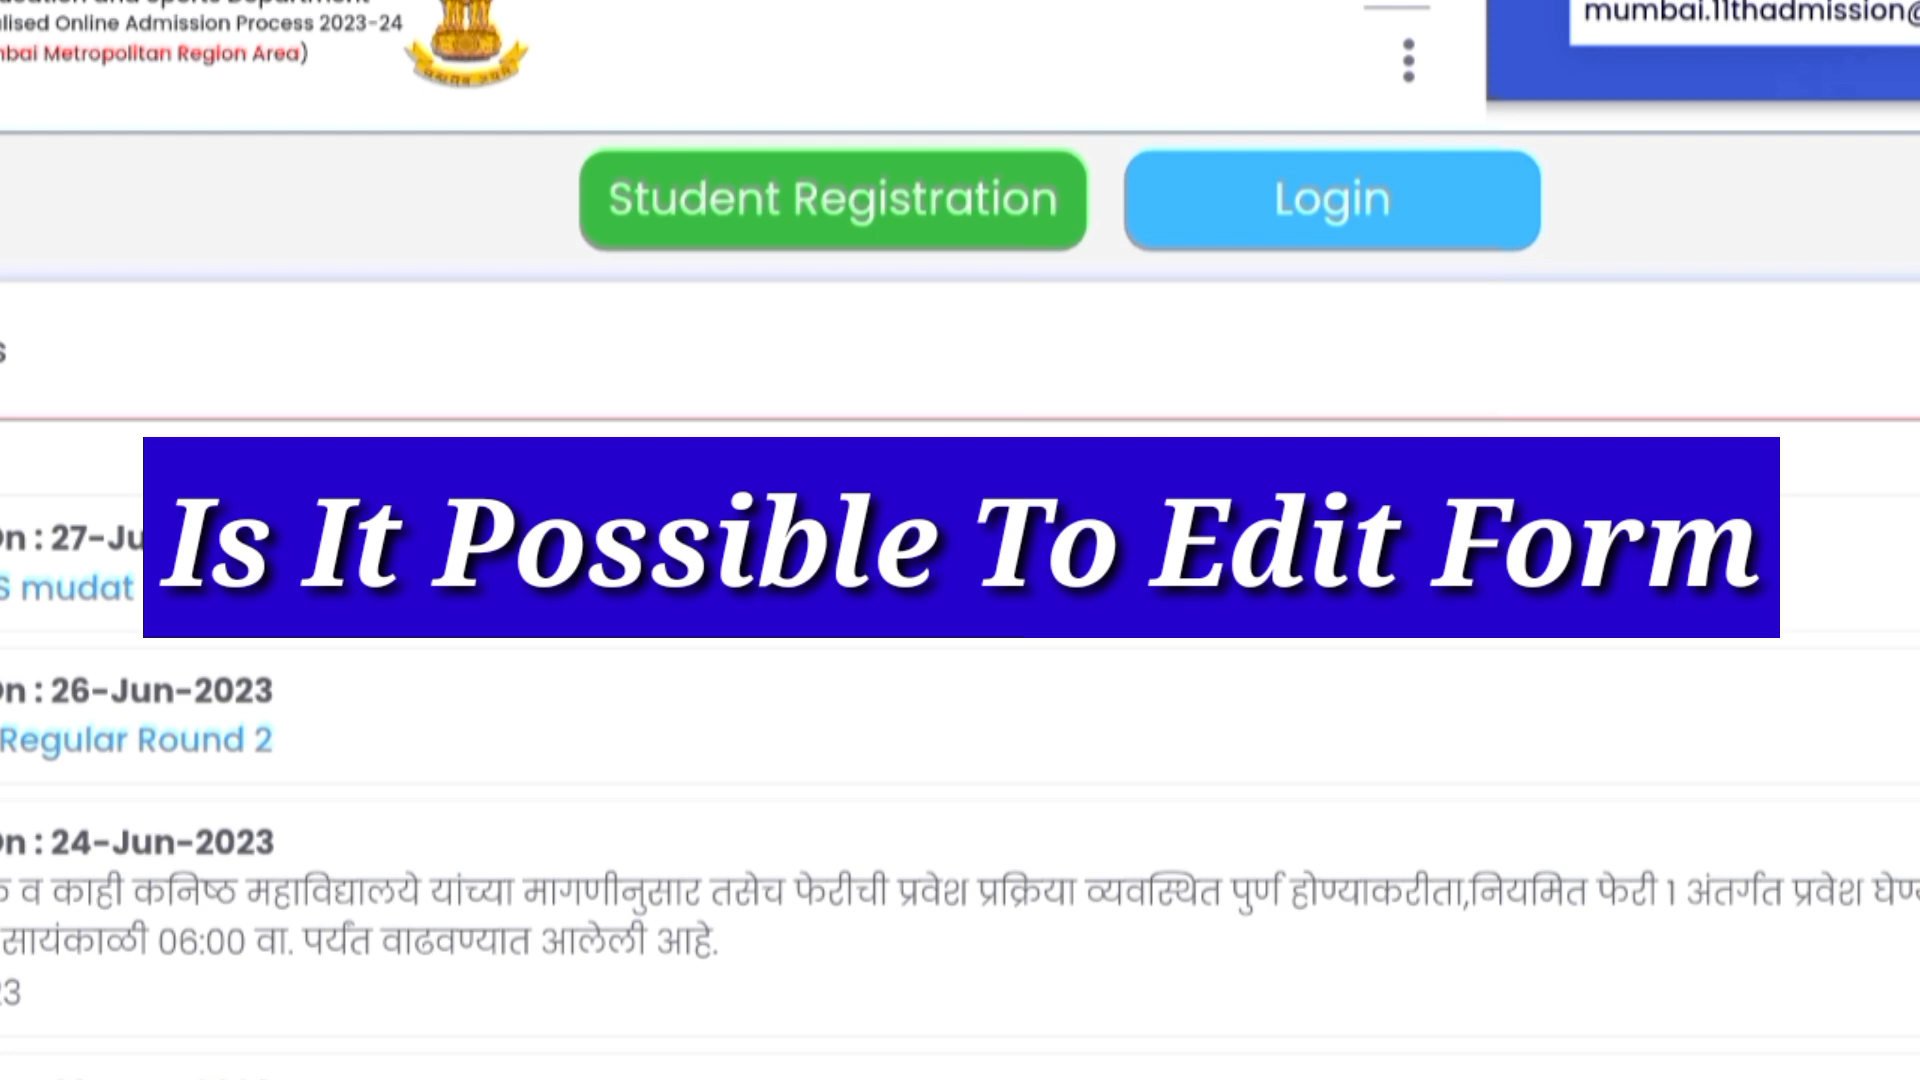 lised Online Admission Process 2023-24
bai Metropolitan Region Area)
mumbai.11thadmission@
Student Registration
Login
Is It Possible To Edit Form
On : 27-Ju
S mudat
On : 26-Jun-2023
Regular Round 2
On : 24-Jun-2023
व काही कनिष्ठ महाविद्यालये यांच्या मागणीनुसार तसेच फेरीची प्रवेश प्रक्रिया व्यवस्थित पुर्ण होण्याकरीता,नियमित फेरी 1 अंतर्गत प्रवेश
सायंकाळी 06:00 वा. पर्यंत वाढवण्यात आलेली आहे.
23